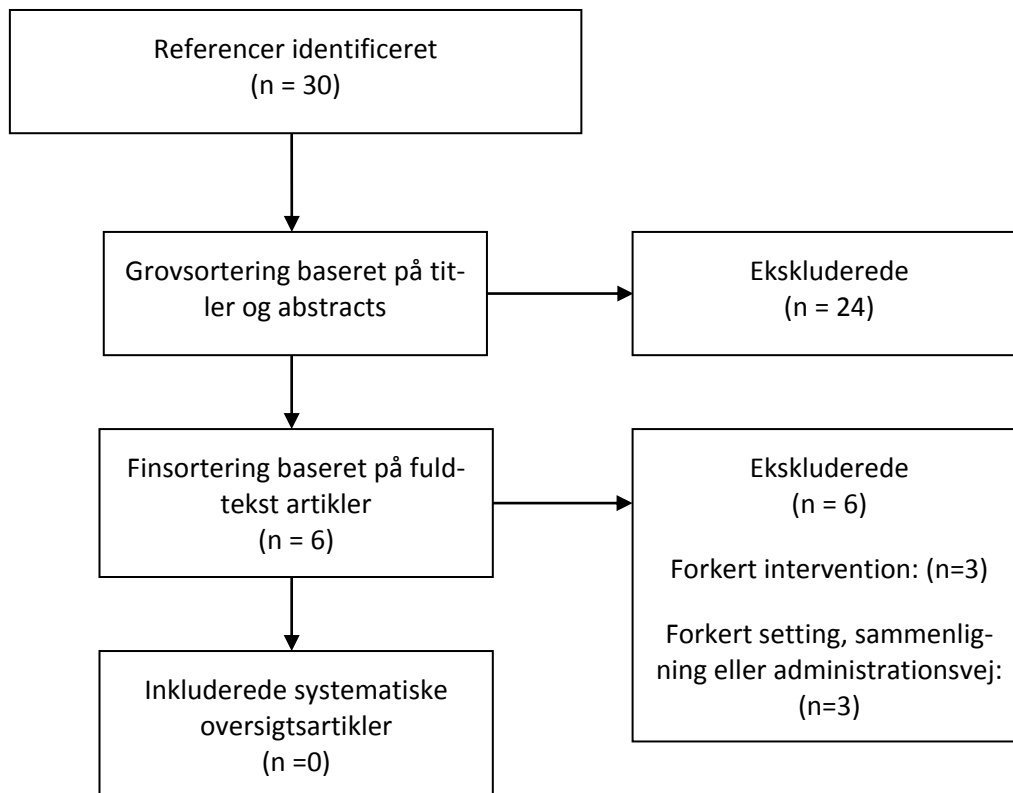 Referencer identificeret
(n = 30)
Grovsortering baseret på tit-
ler og abstracts
Ekskluderede
(n = 24)
Finsortering baseret på fuld-
tekst artikler
(n = 6)
Ekskluderede
(n = 6)
Forkert intervention: (n=3)
Forkert setting, sammenlig-
ning eller administrationsvej:
(n=3)
Inkluderede systematiske
oversigtsartikler
(n =0)